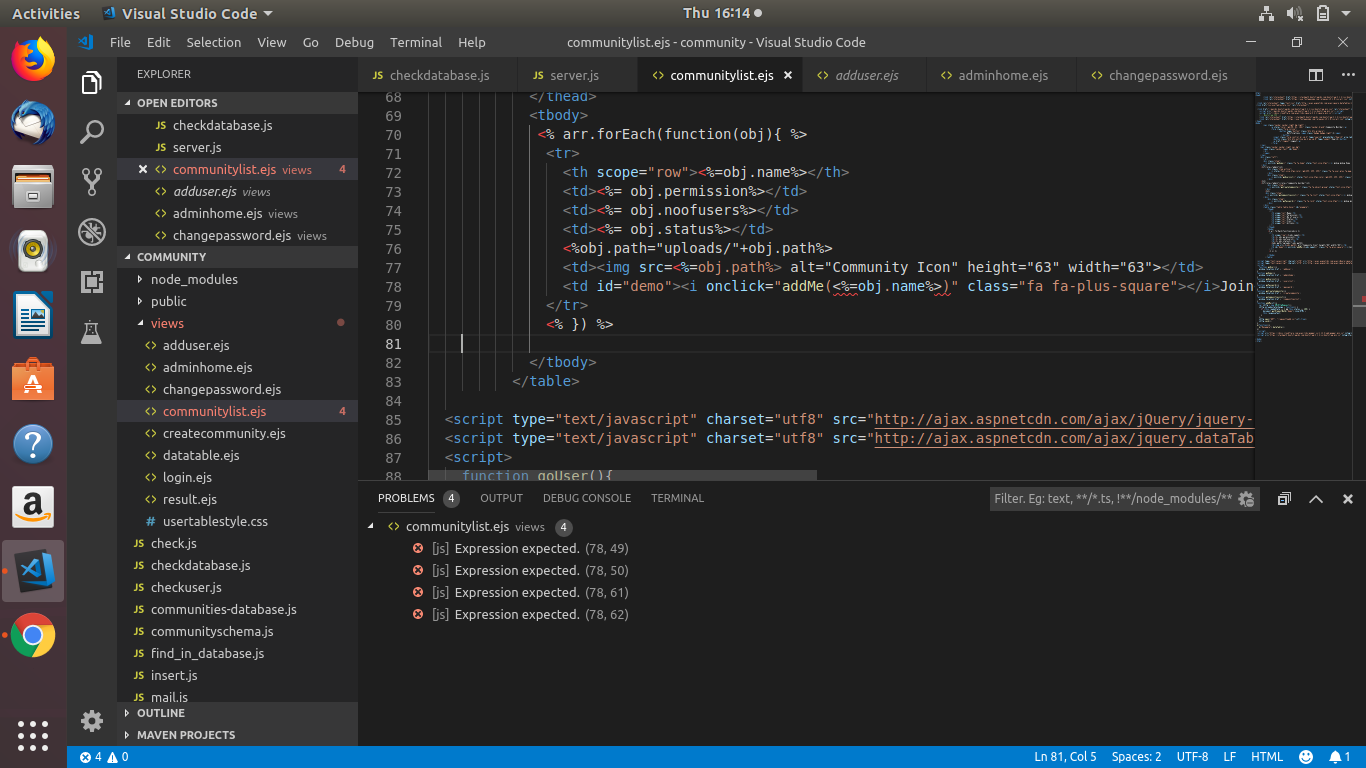 Activities Visual Studio Code Thu 16:14
File Edit Selection View Go Debug Terminal Help communitylist.ejs - community - Visual Studio Code
EXPLORER
OPEN EDITORS
JS checkdatabase.js
JS server.js
<> communitylist.ejs views 4
<> adduser.ejs views
<> adminhome.ejs views
<> changepassword.ejs views
COMMUNITY
node_modules
public
views
<> adduser.ejs
<> adminhome.ejs
<> changepassword.ejs
<> communitylist.ejs 4
<> createcommunity.ejs
<> datatable.ejs
<> login.ejs
<> result.ejs
# usertablestyle.css
JS check.js
JS checkdatabase.js
JS checkuser.js
JS communities-database.js
JS communityschema.js
JS find_in_database.js
JS insert.js
JS mail.js
OUTLINE
MAVEN PROJECTS
JS checkdatabase.js JS server.js <> communitylist.ejs <> adduser.ejs <> adminhome.ejs <> changepassword.ejs
68 </thead>
69 <tbody>
70 <% arr.forEach(function(obj){ %>
71 <tr>
72 <th scope="row"><%=obj.name%></th>
73 <td><%= obj.permission%></td>
74 <td><%= obj.noofusers%></td>
75 <td><%= obj.status%></td>
76 <%obj.path="uploads/"+obj.path%>
77 <td><img src=<%=obj.path%> alt="Community Icon" height="63" width="63"></td>
78 <td id="demo"><i onclick="addMe(<%=obj.name%>)" class="fa fa-plus-square"></i>Join
79 </tr>
80 <% }) %>
81
82 </tbody>
83 </table>
84
85 <script type="text/javascript" charset="utf8" src="http://ajax.aspnetcdn.com/ajax/jQuery/jquery-
86 <script type="text/javascript" charset="utf8" src="http://ajax.aspnetcdn.com/ajax/jquery.dataTab
87 <script>
88 function goUser(){
PROBLEMS 4 OUTPUT DEBUG CONSOLE TERMINAL Filter. Eg: text, **/*.ts, !**/node_modules/**
<> communitylist.ejs views 4
[js] Expression expected. (78, 49)
[js] Expression expected. (78, 50)
[js] Expression expected. (78, 61)
[js] Expression expected. (78, 62)
4 0 Ln 81, Col 5 Spaces: 2 UTF-8 LF HTML 1